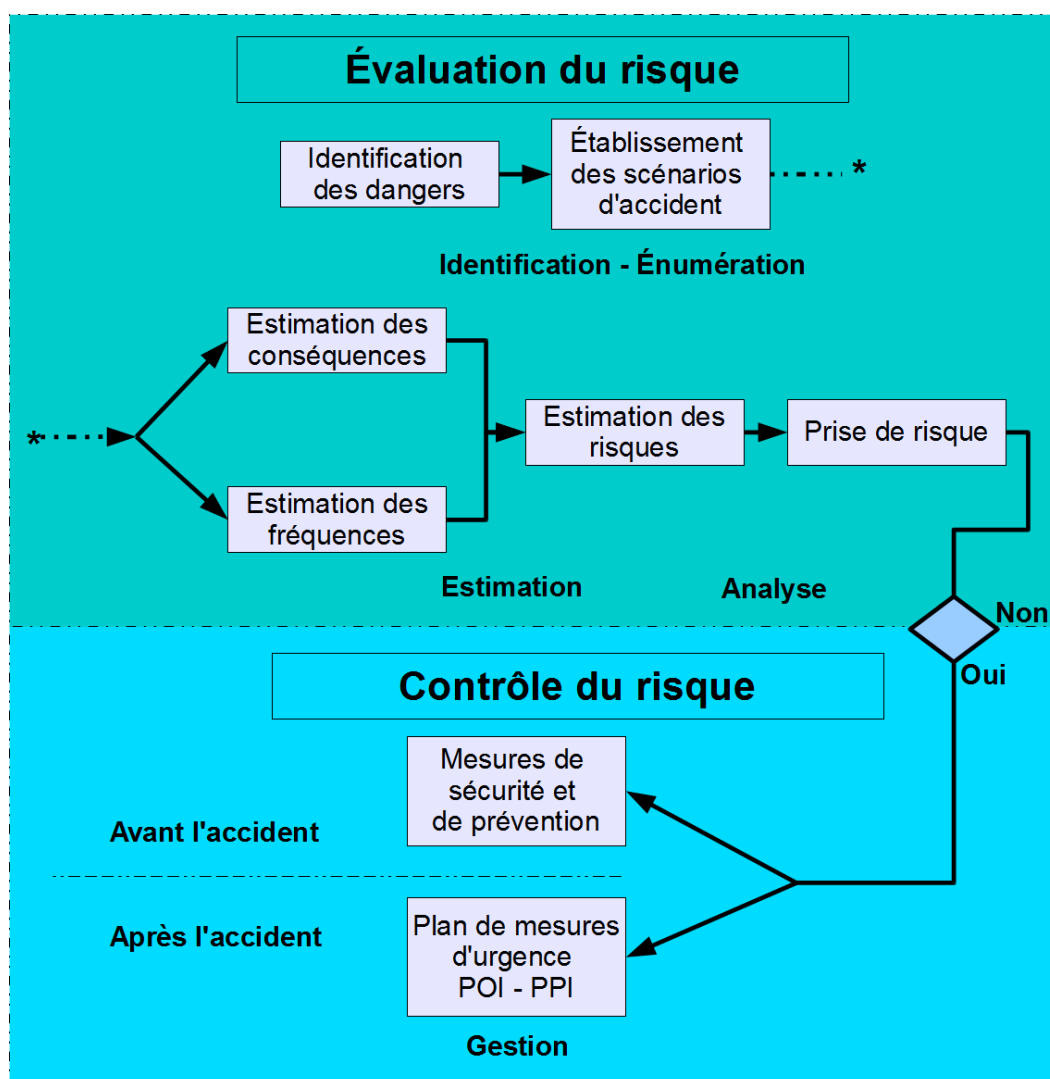 Évaluation du risque
Identification
des dangers
Établissement
des scénarios
d'accident
*
Identification - Énumération
Estimation des
conséquences
*
Estimation des
risques
Prise de risque
Estimation des
fréquences
Estimation
Analyse
Non
Oui
Contrôle du risque
Mesures de
sécurité et
de prévention
Avant l'accident
Après l'accident
Plan de mesures
d'urgence
POI - PPI
Gestion